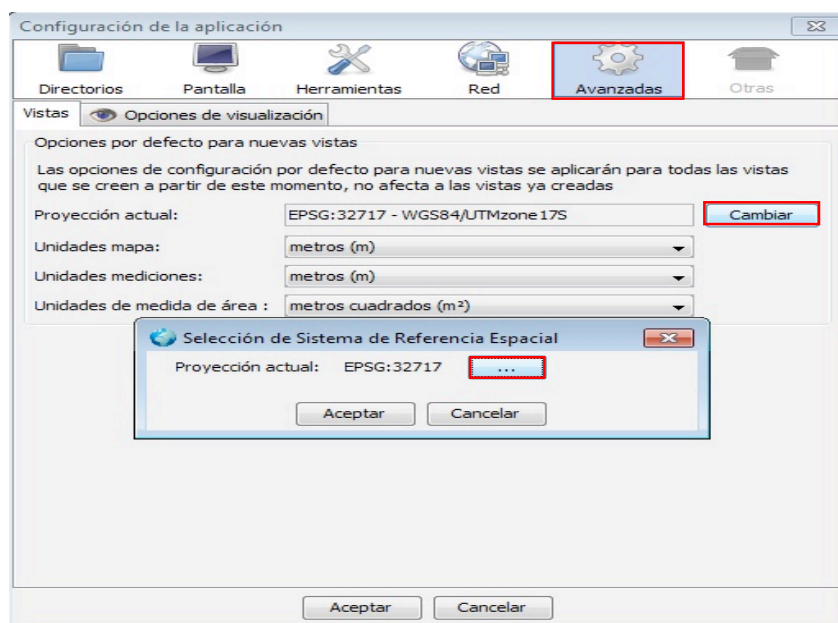 Configuración de la aplicación
Directorios Pantalla Herramientas Red Avanzadas Otras
Vistas Opciones de visualización
Opciones por defecto para nuevas vistas
Las opciones de configuración por defecto para nuevas vistas se aplicarán para todas las vistas
que se creen a partir de este momento, no afecta a las vistas ya creadas
Proyección actual: EPSG:32717 - WGS84/UTMzone17S Cambiar
Unidades mapa: metros (m)
Unidades mediciones: metros (m)
Unidades de medida de área : metros cuadrados (m²)
Selección de Sistema de Referencia Espacial
Proyección actual: EPSG:32717 ...
Aceptar Cancelar
Aceptar Cancelar